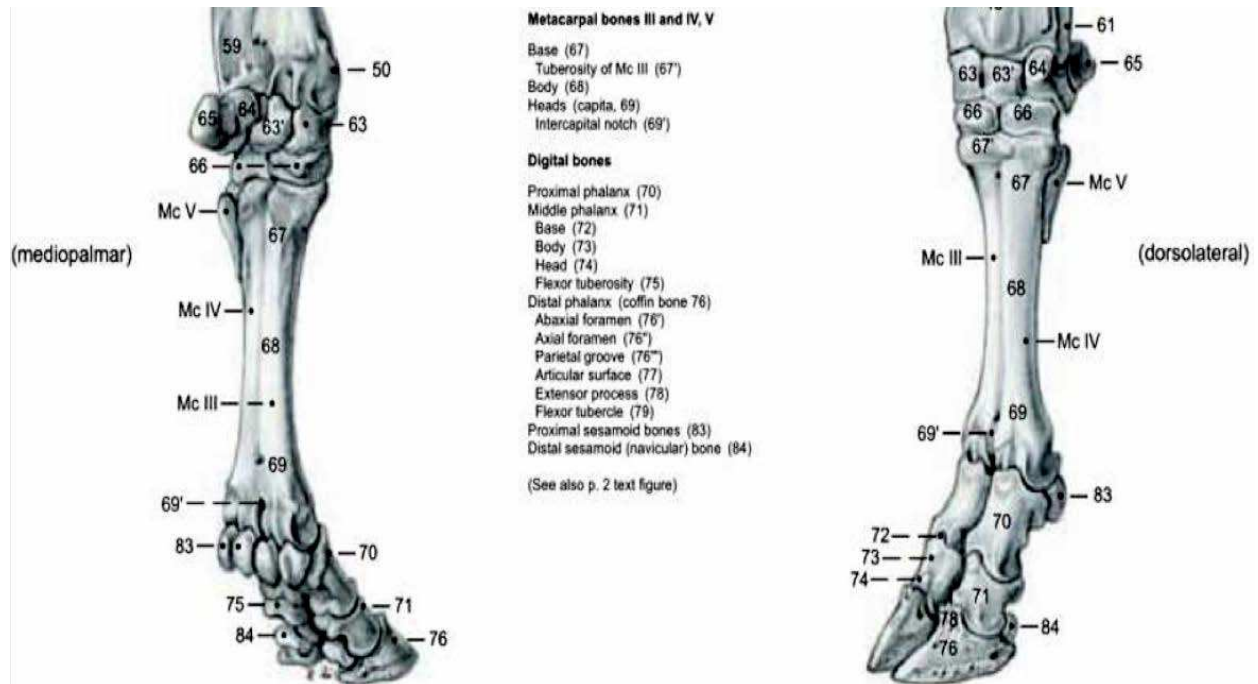 59
50
65
64
63'
63
66
Mc V
67
(mediopalmar)
Mc IV
68
Mc III
69
69'
83
70
75
71
84
76
Metacarpal bones III and IV, V
Base (67)
Tuberosity of Mc III (67')
Body (68)
Heads (capita, 69)
Intercapital notch (69')
Digital bones
Proximal phalanx (70)
Middle phalanx (71)
Base (72)
Body (73)
Head (74)
Flexor tuberosity (75)
Distal phalanx (coffin bone 76)
Abaxial foramen (76')
Axial foramen (76'')
Parietal groove (76''')
Articular surface (77)
Extensor process (78)
Flexor tubercle (79)
Proximal sesamoid bones (83)
Distal sesamoid (navicular) bone (84)
(See also p. 2 text figure)
61
63 63' 64
65
66 66
67'
67
Mc V
Mc III
(dorsolateral)
68
Mc IV
69
69'
83
70
72
73
74
71
78
84
76